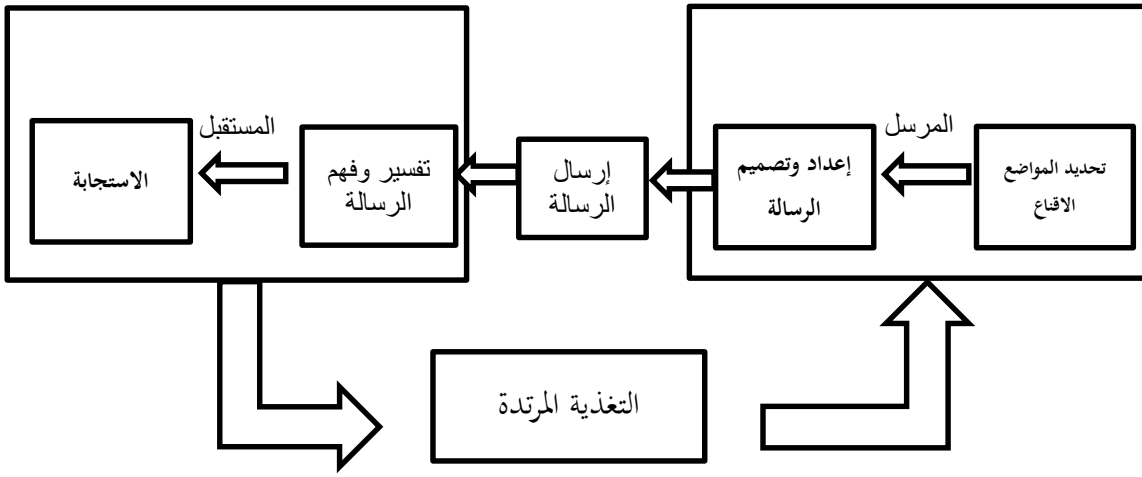 المرسل
تحديد المواضع
الاقناع
إعداد وتصميم
الرسالة
إرسال
الرسالة
المستقبل
تفسير وفهم
الرسالة
الاستجابة
التغذية المرتدة